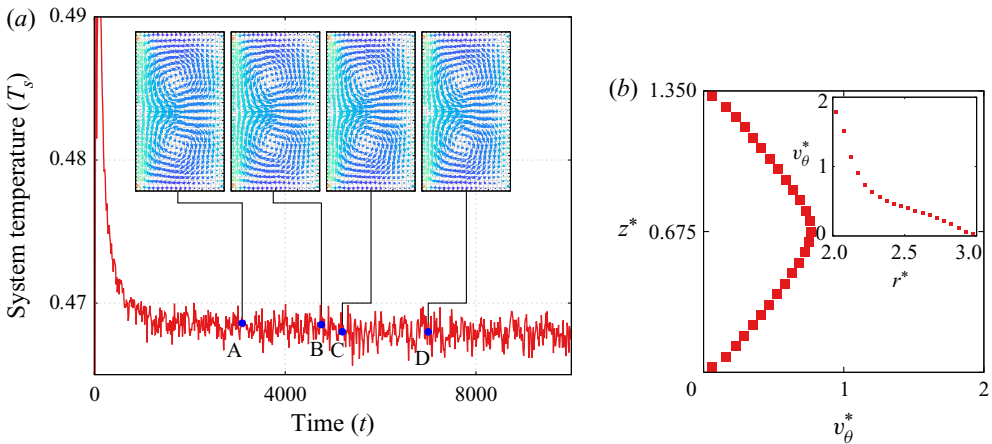 (a)
0.49
0.48
0.47
System temperature (Ts)
A
B
C
D
0
4000
8000
Time (t)
(b)
1.350
0.675
z*
0
1
2
v*θ
2
1
0
v*θ
2.0
2.5
3.0
r*